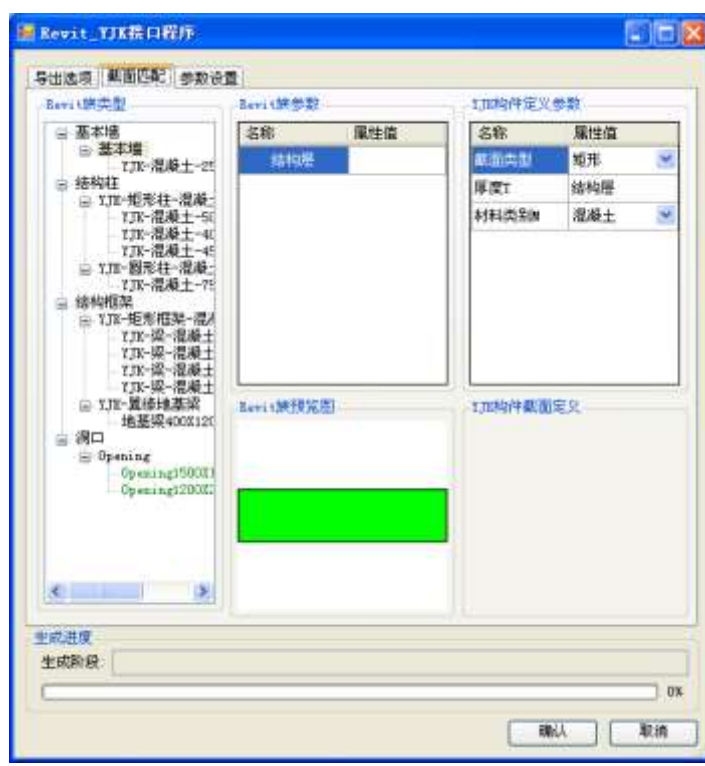 Revit_YJK接口程序
导出选项 截面匹配 参数设置
Revit族类型
基本墙
基本墙
YJK-混凝土-25
结构柱
YJK-矩形柱-混凝
YJK-混凝土-50
YJK-混凝土-40
YJK-混凝土-45
YJK-圆形柱-混凝
YJK-混凝土-75
结构框架
YJK-矩形框架-混
YJK-梁-混凝土
YJK-梁-混凝土
YJK-梁-混凝土
YJK-梁-混凝土
地基梁400X120
洞口
Opening
Opening1500X1
Opening1200X2
Revit族参数
名称 属性值
结构层
YJK构件定义参数
名称 属性值
截面类型 矩形
厚度T 结构层
材料类别M 混凝土
Revit族预览图
YJK构件截面定义
生成进度
生成阶段:
0%
确认 取消